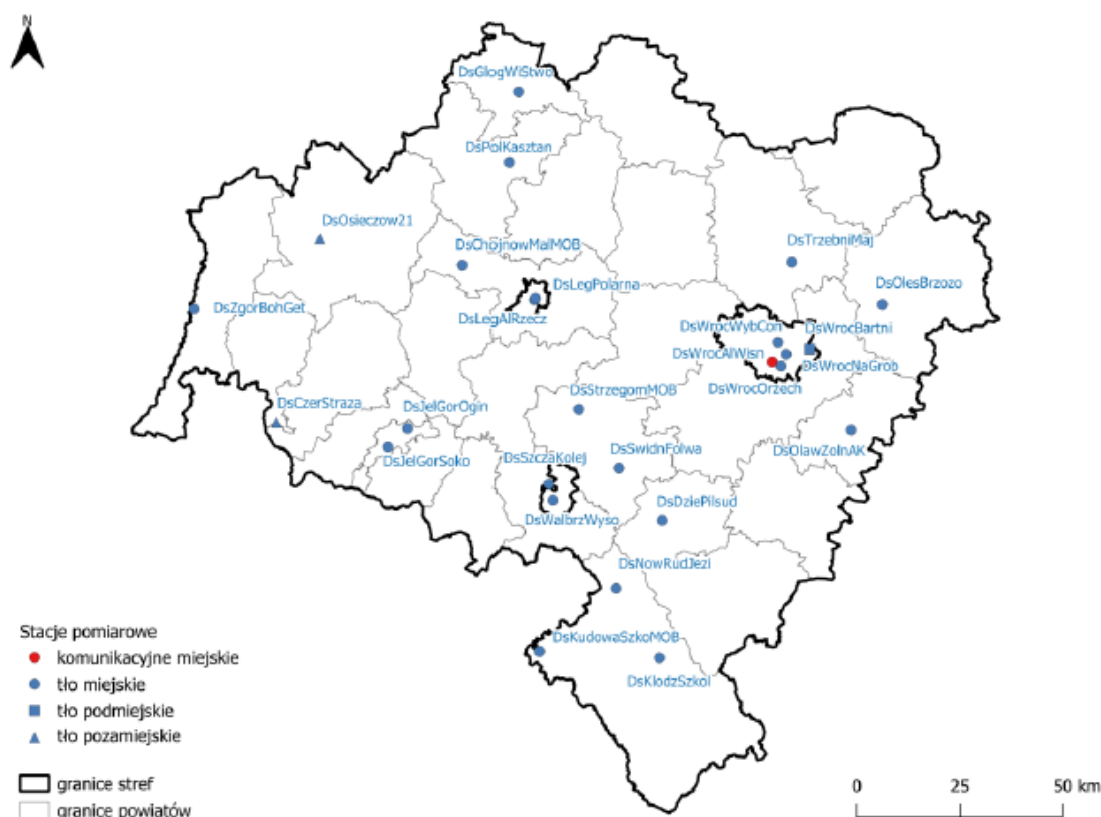 N
DsGlogWiStwo
DsPolKasztan
DsOsieczow21
DsChojnowMalMOB
DsTrzebniMaj
DsLegPolarna
DsOlesBrzozo
DsZgorBohGet
DsLegAlRzecz
DsWrocWybCon
DsWrocBartni
DsWrocAlWisn
DsWrocNaGrob
DsWrocOrzech
DsStrzegomMOB
DsCzerStraza
DsJelGorOgin
DsJelGorSoko
DsSzczaKolej
DsSwidnFolwa
DsOlawZolnAK
DsDziePilsud
DsWalbrzWyso
DsNowRudJezi
DsKudowaSzkoMOB
DsKlodzSzkol
Stacje pomiarowe
komunikacyjne miejskie
tło miejskie
tło podmiejskie
tło pozamiejskie
granice stref
granice powiatów
0 25 50 km